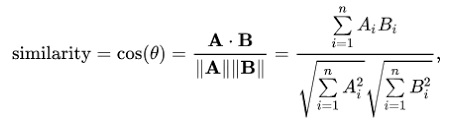 similarity = cos(θ) = A · B / ‖A‖‖B‖ = ∑_{i=1}^{n} A_i B_i / √(∑_{i=1}^{n} A_i^2) √(∑_{i=1}^{n} B_i^2),